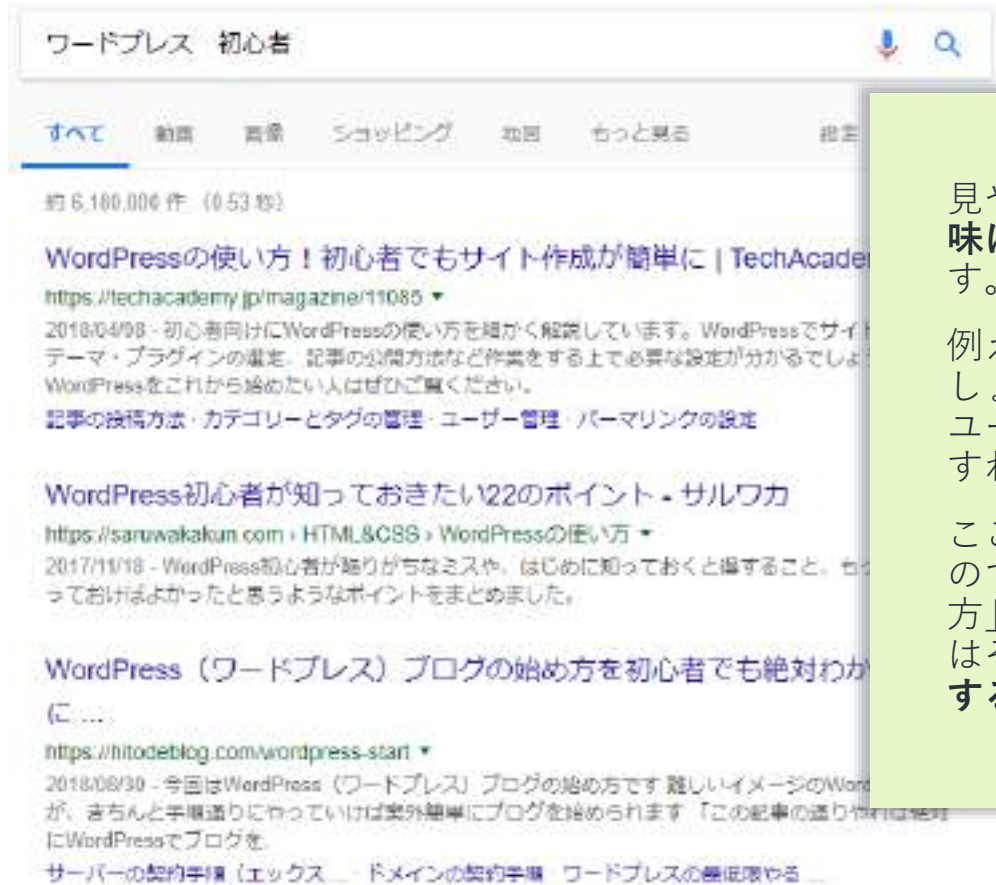 ワードプレス　初心者
すべて　動画　画像　ショッピング　地図　もっと見る　設定
約 6,180,000 件 （0.53 秒）
WordPressの使い方！初心者でもサイト作成が簡単に | TechAcade
https://techacademy.jp/magazine/11085
2018/04/08 - 初心者向けにWordPressの使い方を細かく解説しています。WordPressでサイ
テーマ・プラグインの選定、記事の公開方法など作業をする上で必要な設定が分かるでしょ
WordPressをこれから始めたい人はぜひご覧ください。
記事の投稿方法 · カテゴリーとタグの管理 · ユーザー管理 · パーマリンクの設定
WordPress初心者が知っておきたい22のポイント - サルワカ
https://saruwakakun.com › HTML&CSS › WordPressの使い方
2017/11/18 - WordPress初心者が陥りがちなミスや、はじめに知っておくと得すること、もっ
っておけばよかったと思うようなポイントをまとめました。
WordPress（ワードプレス）ブログの始め方を初心者でも絶対わか
に ...
https://hitodeblog.com/wordpress-start
2018/08/30 - 今回はWordPress（ワードプレス）ブログの始め方です 難しいイメージのWord
が、きちんと手順通りにやっていけば案外簡単にブログを始められます 「この記事の通りやれば絶対
にWordPressでブログを
サーバーの契約手順（エックス ... · ドメインの契約手順 · ワードプレスの最低限やる ...
見や
味に
す。
例え
しょ
ユー
すれ
ここ
ので
方」
はそ
する